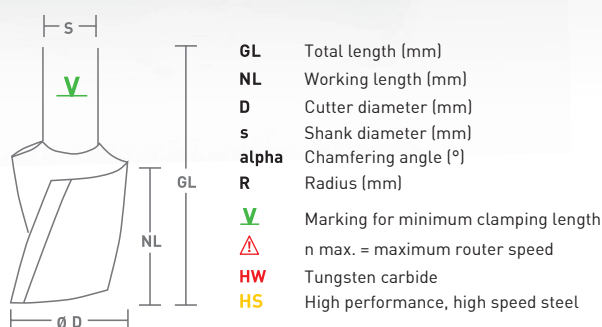 S
V
GL
NL
Ø D
GL Total length (mm)
NL Working length (mm)
D Cutter diameter (mm)
s Shank diameter (mm)
alpha Chamfering angle (°)
R Radius (mm)
V Marking for minimum clamping length
⚠ n max. = maximum router speed
HW Tungsten carbide
HS High performance, high speed steel